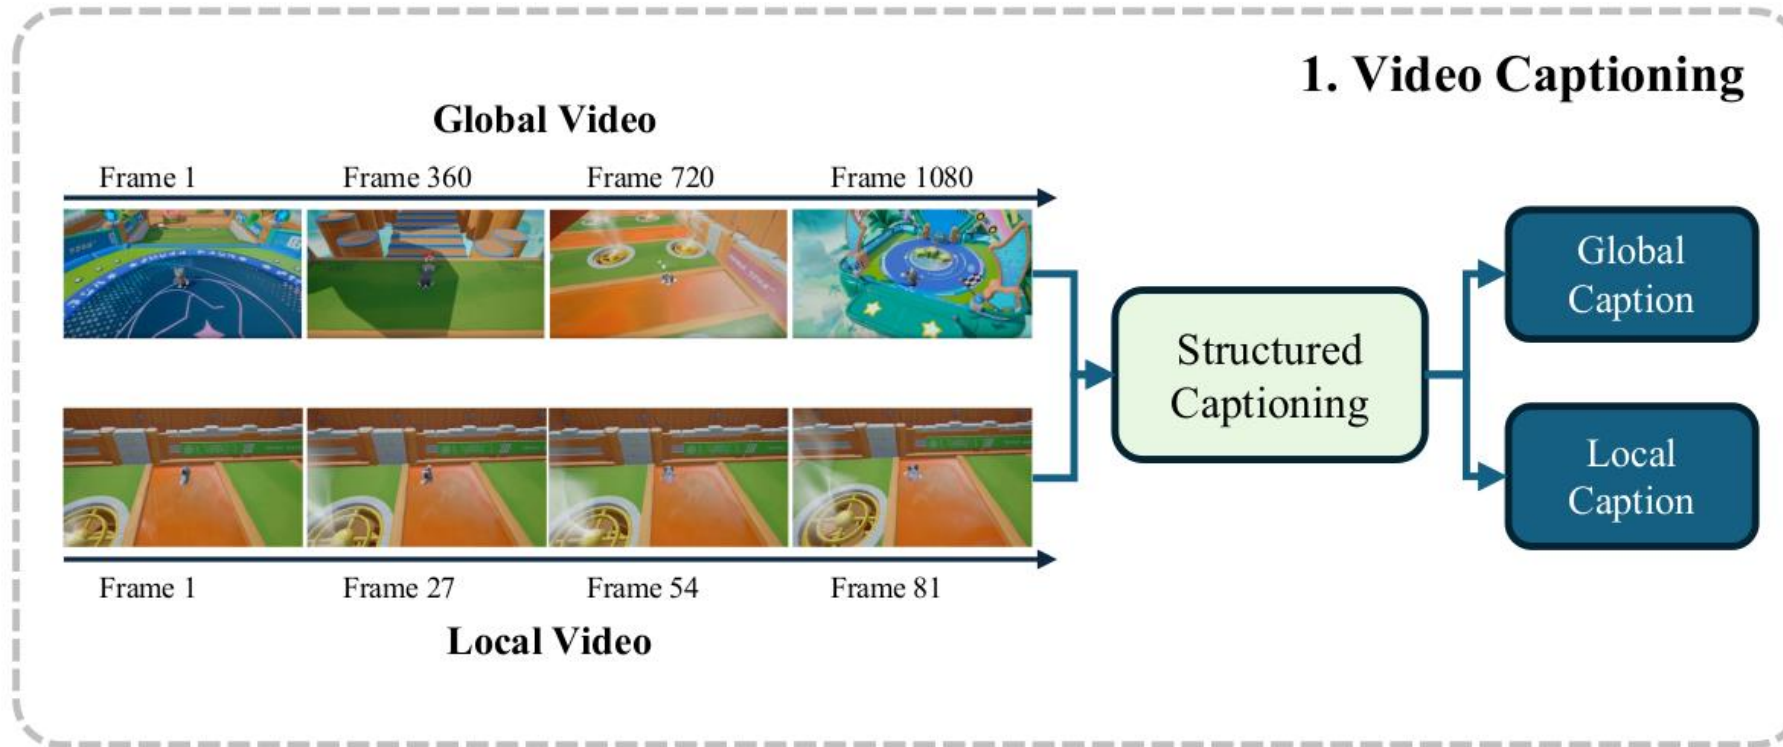 1. Video Captioning
Global Video
Frame 1
Frame 360
Frame 720
Frame 1080
Structured
Captioning
Global
Caption
Local
Caption
Frame 1
Frame 27
Frame 54
Frame 81
Local Video